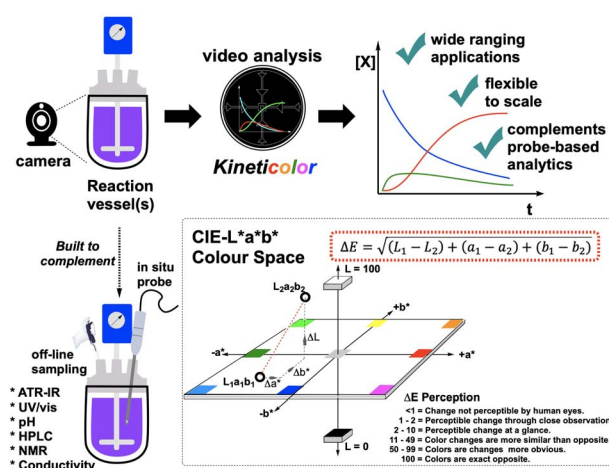 camera
Reaction
vessel(s)
video analysis
Kineticolor
[X]
wide ranging
applications
flexible
to scale
complements
probe-based
analytics
t
Built to
complement
in situ
probe
off-line
sampling
* ATR-IR
* UV/vis
* pH
* HPLC
* NMR
* Conductivity
CIE-L*a*b*
Colour Space
ΔE = √(L₁ − L₂) + (a₁ − a₂) + (b₁ − b₂)
L = 100
L₂a₂b₂
+b*
-a*
ΔL
+a*
L₁a₁b₁
Δa*
Δb*
-b*
L = 0
ΔE Perception
<1 = Change not perceptible by human eyes.
1 - 2 = Perceptible change through close observation
2 - 10 = Perceptible change at a glance.
11 - 49 = Color changes are more similar than opposite
50 - 99 = Colors are changes more obvious.
100 = Colors are exact opposite.